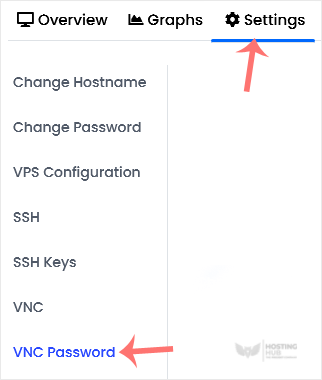 Overview Graphs Settings
Change Hostname
Change Password
VPS Configuration
SSH
SSH Keys
VNC
VNC Password
HOSTING
HUB